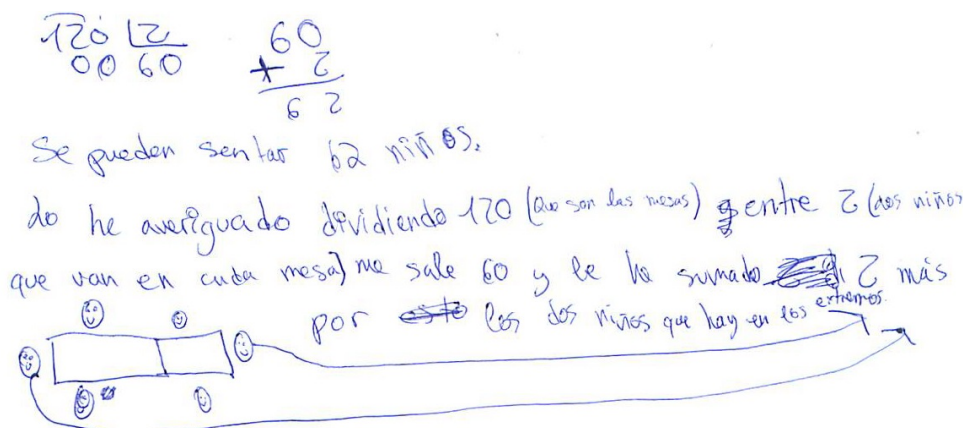 120 | 2
00 60
60
+ 2
62
Se pueden sentar 62 niños.
Lo he averiguado dividiendo 120 (que son las mesas) entre 2 (dos niños
que van en cada mesa) me sale 60 y le he sumado 2 más
por los dos niños que hay en los extremos.